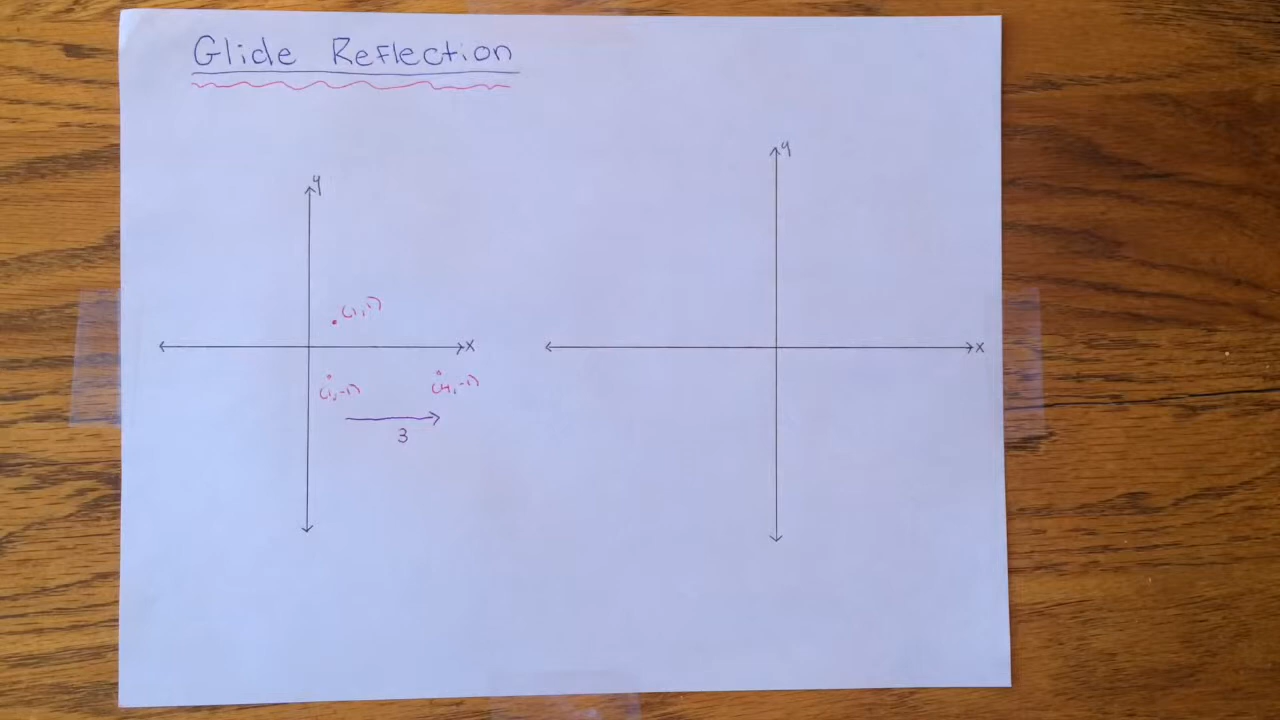 Glide Reflection
y
(1,1)
x
(1,-1)
(4,-1)
3
y
x